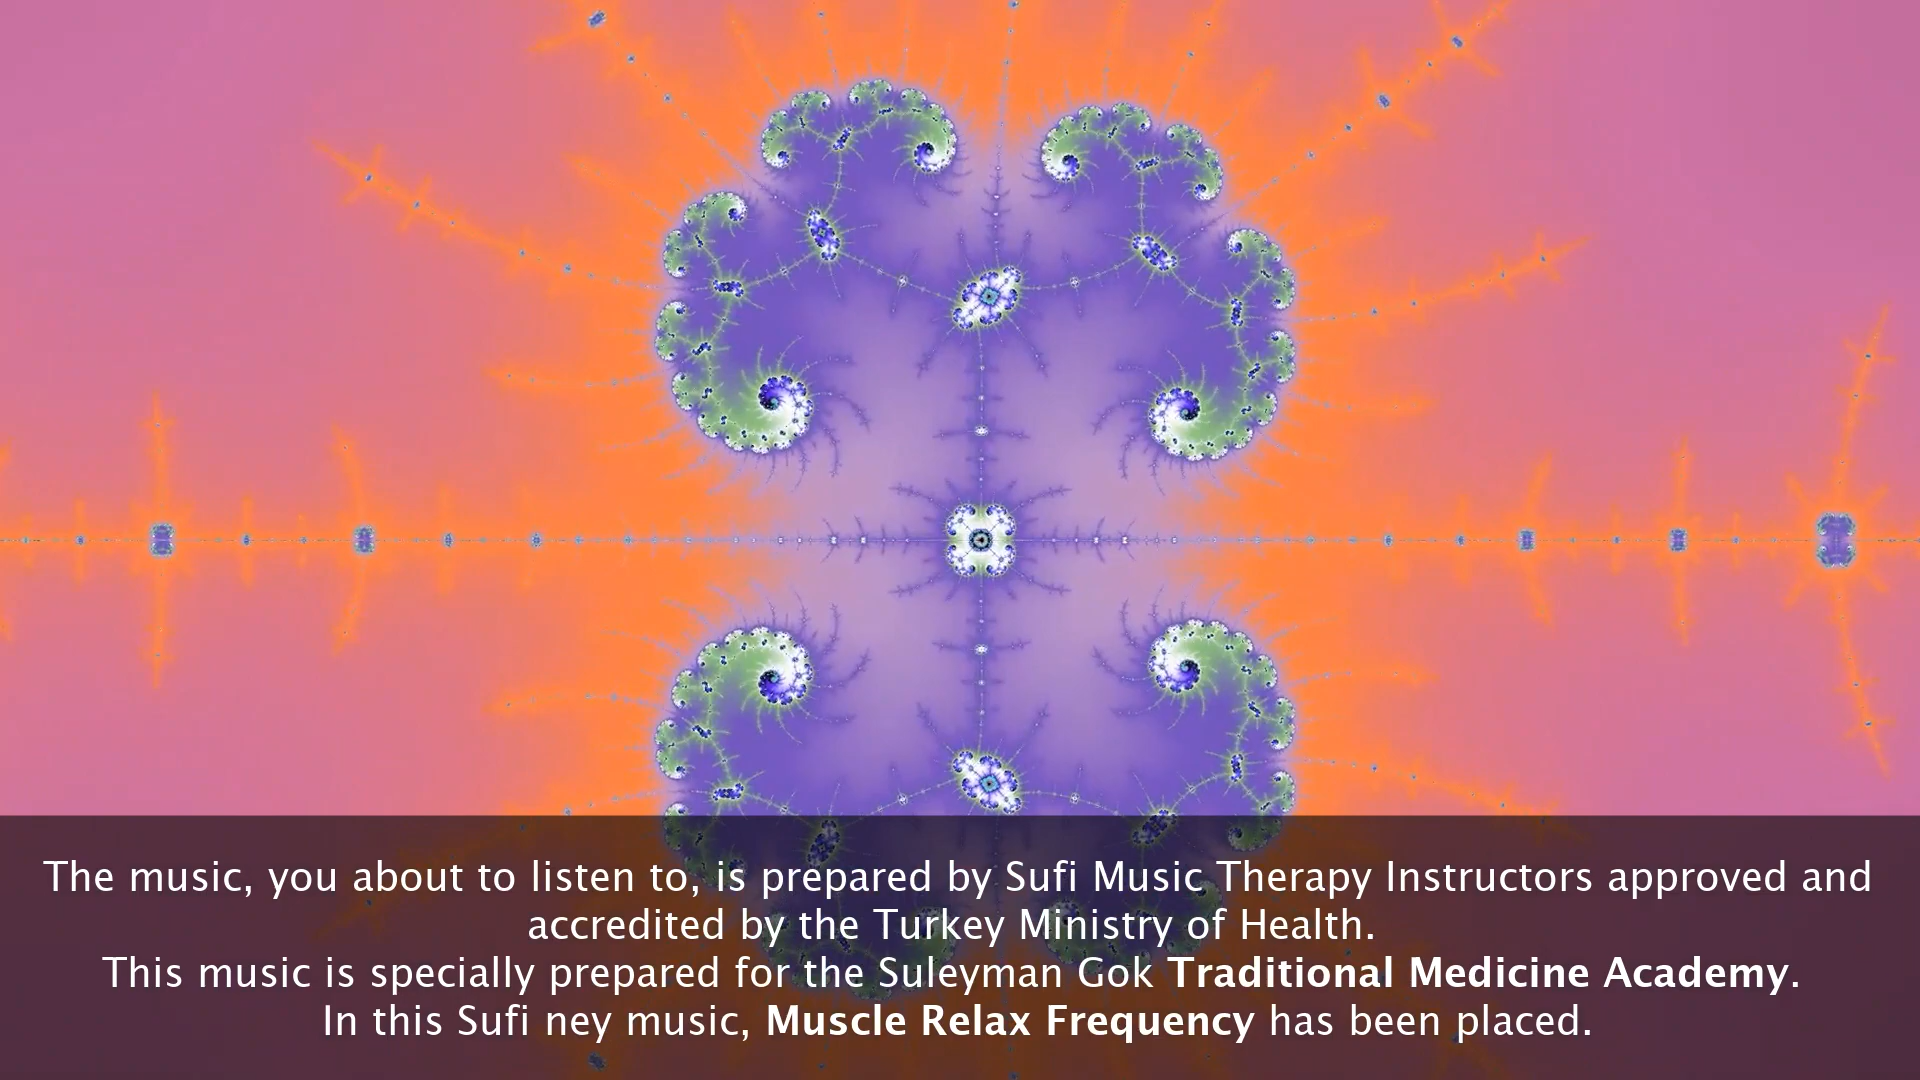 The music, you about to listen to, is prepared by Sufi Music Therapy Instructors approved and
accredited by the Turkey Ministry of Health.
This music is specially prepared for the Suleyman Gok Traditional Medicine Academy.
In this Sufi ney music, Muscle Relax Frequency has been placed.